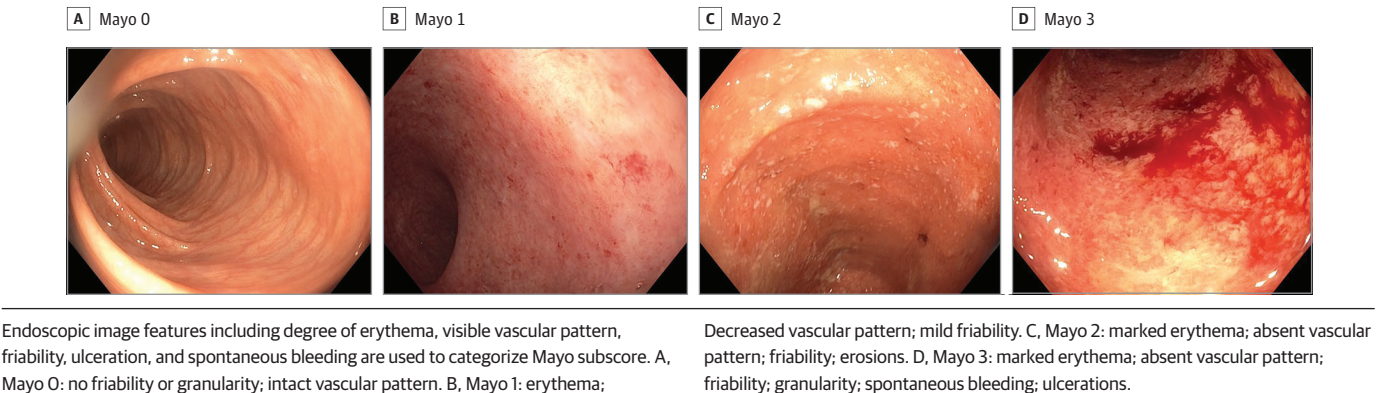 A Mayo 0
B Mayo 1
C Mayo 2
D Mayo 3
Endoscopic image features including degree of erythema, visible vascular pattern,
friability, ulceration, and spontaneous bleeding are used to categorize Mayo subscore. A,
Mayo 0: no friability or granularity; intact vascular pattern. B, Mayo 1: erythema;
Decreased vascular pattern; mild friability. C, Mayo 2: marked erythema; absent vascular
pattern; friability; erosions. D, Mayo 3: marked erythema; absent vascular pattern;
friability; granularity; spontaneous bleeding; ulcerations.